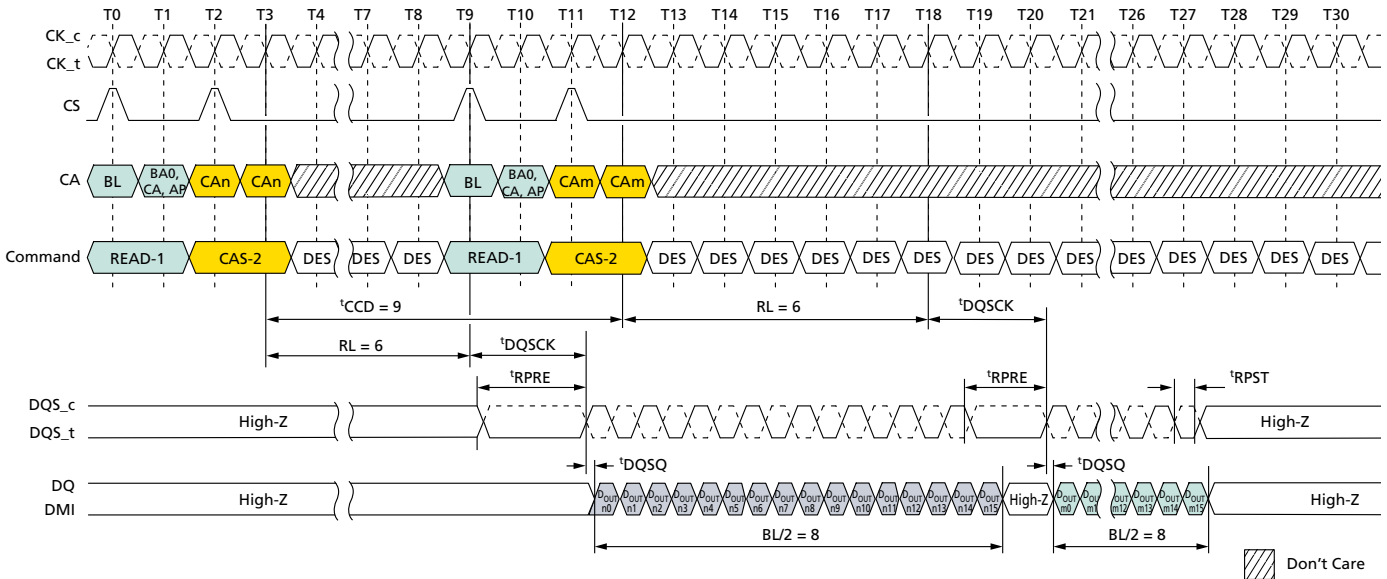 T0 T1 T2 T3 T4 T7 T8 T9 T10 T11 T12 T13 T14 T15 T16 T17 T18 T19 T20 T21 T26 T27 T28 T29 T30
CK_c
CK_t
CS
CA BL BA0, CA, AP CAn CAn BL BA0, CA, AP CAm CAm
Command READ-1 CAS-2 DES DES DES READ-1 CAS-2 DES DES DES DES DES DES DES DES DES DES DES DES DES DES
tCCD = 9 RL = 6 tDQSCK
RL = 6 tDQSCK
tRPRE tRPRE tRPST
DQS_c
DQS_t
High-Z High-Z
tDQSQ tDQSQ
DQ
DMI
High-Z DOUT n0 DOUT n1 DOUT n2 DOUT n3 DOUT n4 DOUT n5 DOUT n6 DOUT n7 DOUT n8 DOUT n9 DOUT n10 DOUT n11 DOUT n12 DOUT n13 DOUT n14 DOUT n15 High-Z DOUT m0 DOUT m1 DOUT m12 DOUT m13 DOUT m14 DOUT m15 High-Z
BL/2 = 8 BL/2 = 8
Don't Care